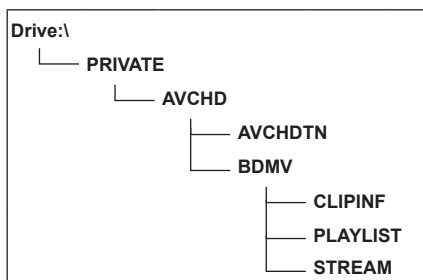 Drive:\
PRIVATE
AVCHD
AVCHDTN
BDMV
CLIPINF
PLAYLIST
STREAM